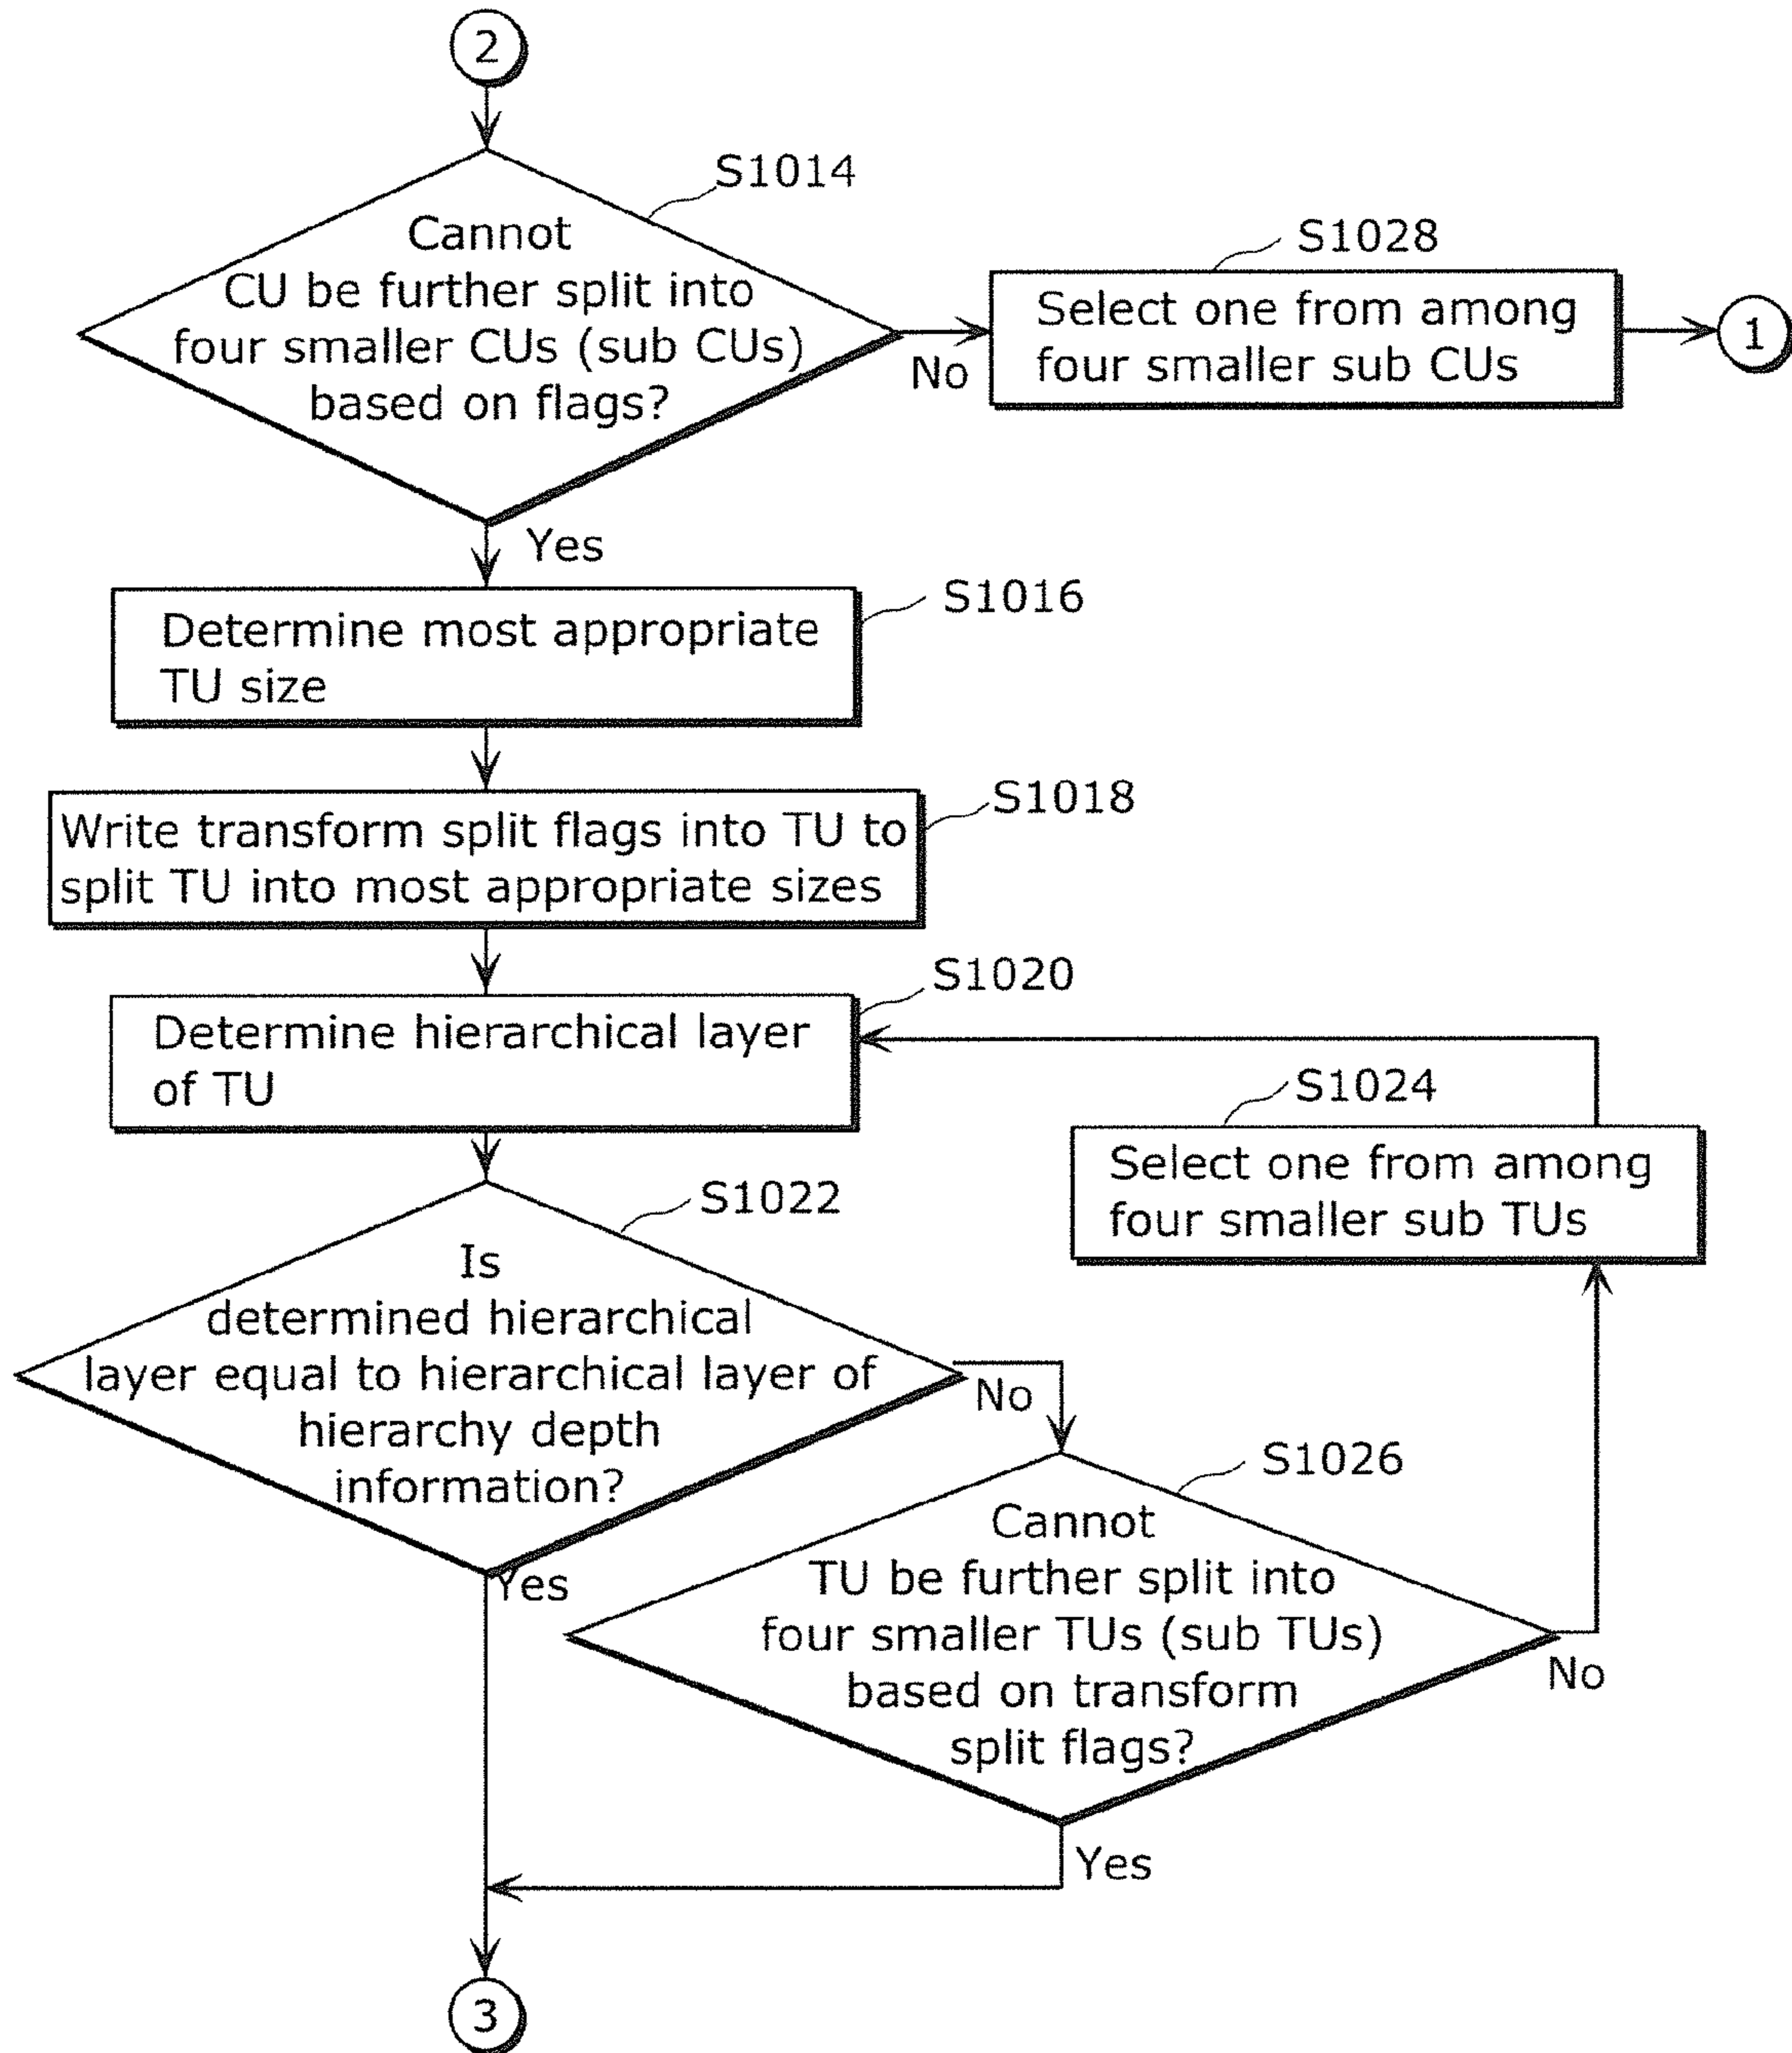 2
S1014
Cannot
CU be further split into
four smaller CUs (sub CUs)
based on flags?
No
S1028
Select one from among
four smaller sub CUs
1
Yes
S1016
Determine most appropriate
TU size
S1018
Write transform split flags into TU to
split TU into most appropriate sizes
S1020
Determine hierarchical layer
of TU
S1024
Select one from among
four smaller sub TUs
S1022
Is
determined hierarchical
layer equal to hierarchical layer of
hierarchy depth
information?
No
Yes
S1026
Cannot
TU be further split into
four smaller TUs (sub TUs)
based on transform
split flags?
No
Yes
3